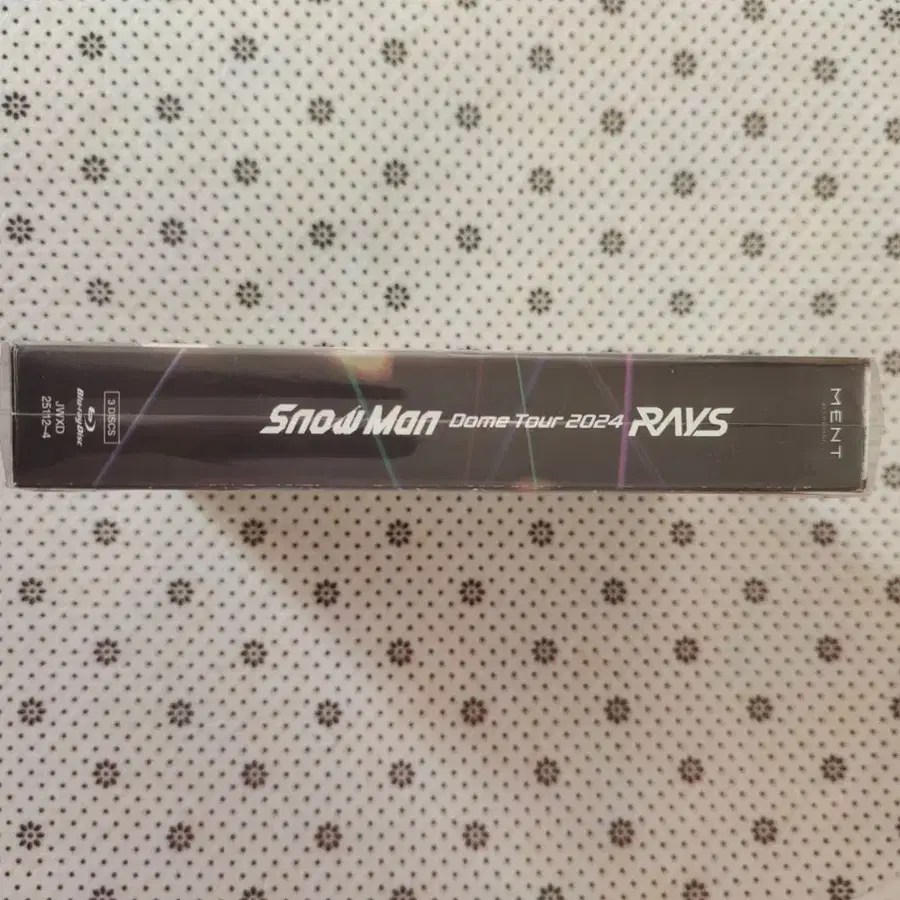 Snow Man Dome Tour 2024 RAYS
3 DISCS
Blu-ray Disc
JWXD
25112-4
MENT